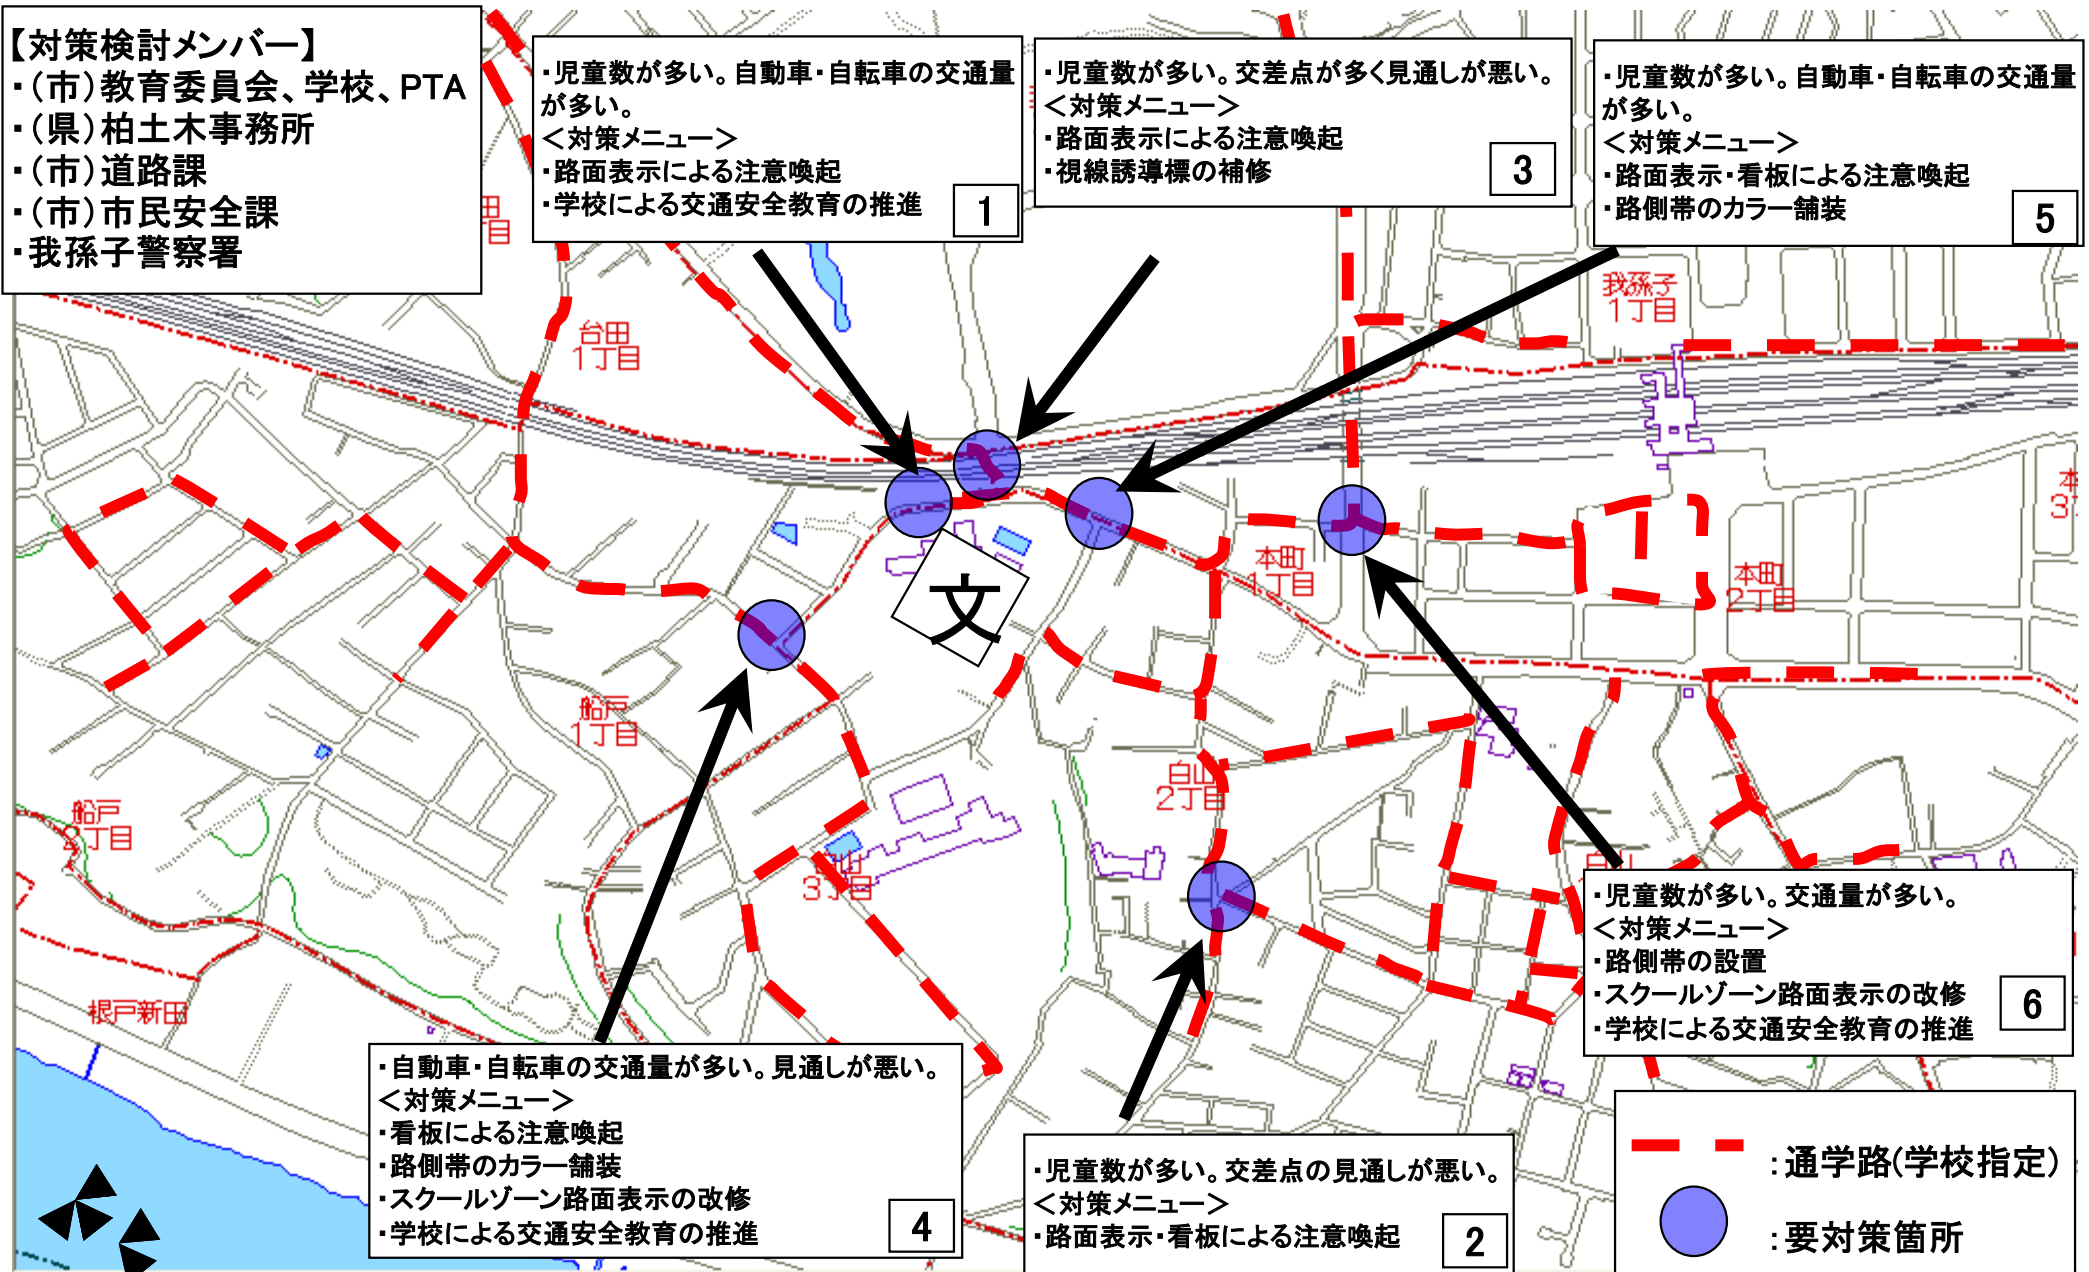 【対策検討メンバー】
・(市)教育委員会、学校、PTA
・(県)柏土木事務所
・(市)道路課
・(市)市民安全課
・我孫子警察署
・児童数が多い。自動車・自転車の交通量
が多い。
＜対策メニュー＞
・路面表示による注意喚起
・学校による交通安全教育の推進
1
・児童数が多い。交差点が多く見通しが悪い。
＜対策メニュー＞
・路面表示による注意喚起
・視線誘導標の補修
3
・児童数が多い。自動車・自転車の交通量
が多い。
＜対策メニュー＞
・路面表示・看板による注意喚起
・路側帯のカラー舗装
5
我孫子
1丁目
台田
1丁目
本町
1丁目
本町
2丁目
文
船戸
1丁目
白山
2丁目
船戸
2丁目
白山
3丁目
根戸新田
・児童数が多い。交通量が多い。
＜対策メニュー＞
・路側帯の設置
・スクールゾーン路面表示の改修
・学校による交通安全教育の推進
6
・自動車・自転車の交通量が多い。見通しが悪い。
＜対策メニュー＞
・看板による注意喚起
・路側帯のカラー舗装
・スクールゾーン路面表示の改修
・学校による交通安全教育の推進
4
・児童数が多い。交差点の見通しが悪い。
＜対策メニュー＞
・路面表示・看板による注意喚起
2
：通学路(学校指定)
：要対策箇所